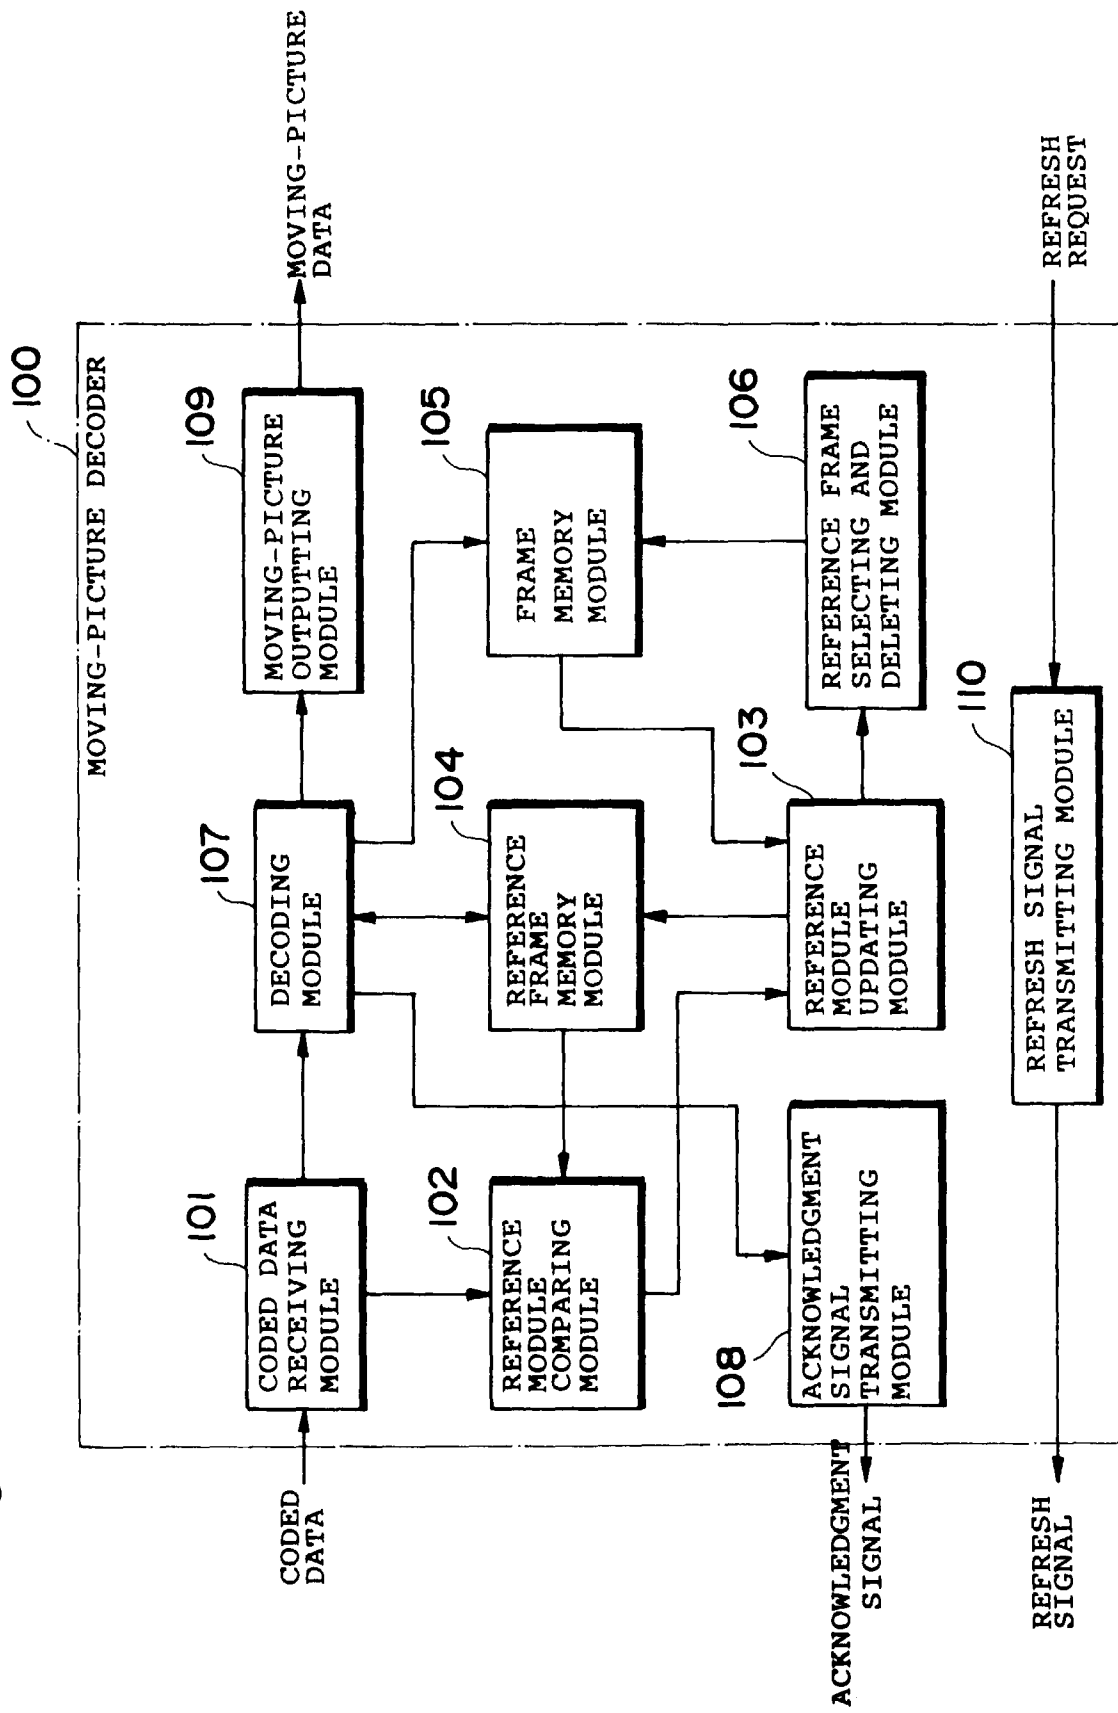 100
MOVING-PICTURE DECODER
CODED
DATA
101
CODED DATA
RECEIVING
MODULE
107
DECODING
MODULE
109
MOVING-PICTURE
OUTPUTTING
MODULE
MOVING-PICTURE
DATA
102
REFERENCE
MODULE
COMPARING
MODULE
104
REFERENCE
FRAME
MEMORY
MODULE
105
FRAME
MEMORY
MODULE
108
ACKNOWLEDGMENT
SIGNAL
TRANSMITTING
MODULE
ACKNOWLEDGMENT
SIGNAL
103
REFERENCE
MODULE
UPDATING
MODULE
106
REFERENCE FRAME
SELECTING AND
DELETING MODULE
110
REFRESH SIGNAL
TRANSMITTING MODULE
REFRESH
SIGNAL
REFRESH
REQUEST